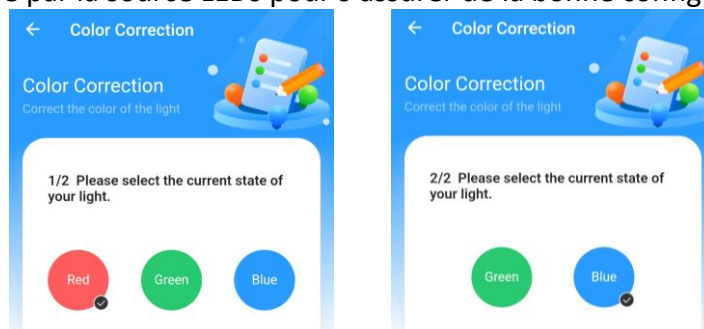 par la source LEDs pour s'assurer de la bonne config
← Color Correction
Color Correction
Correct the color of the light
1/2 Please select the current state of
your light.
Red Green Blue
← Color Correction
Color Correction
Correct the color of the light
2/2 Please select the current state of
your light.
Green Blue